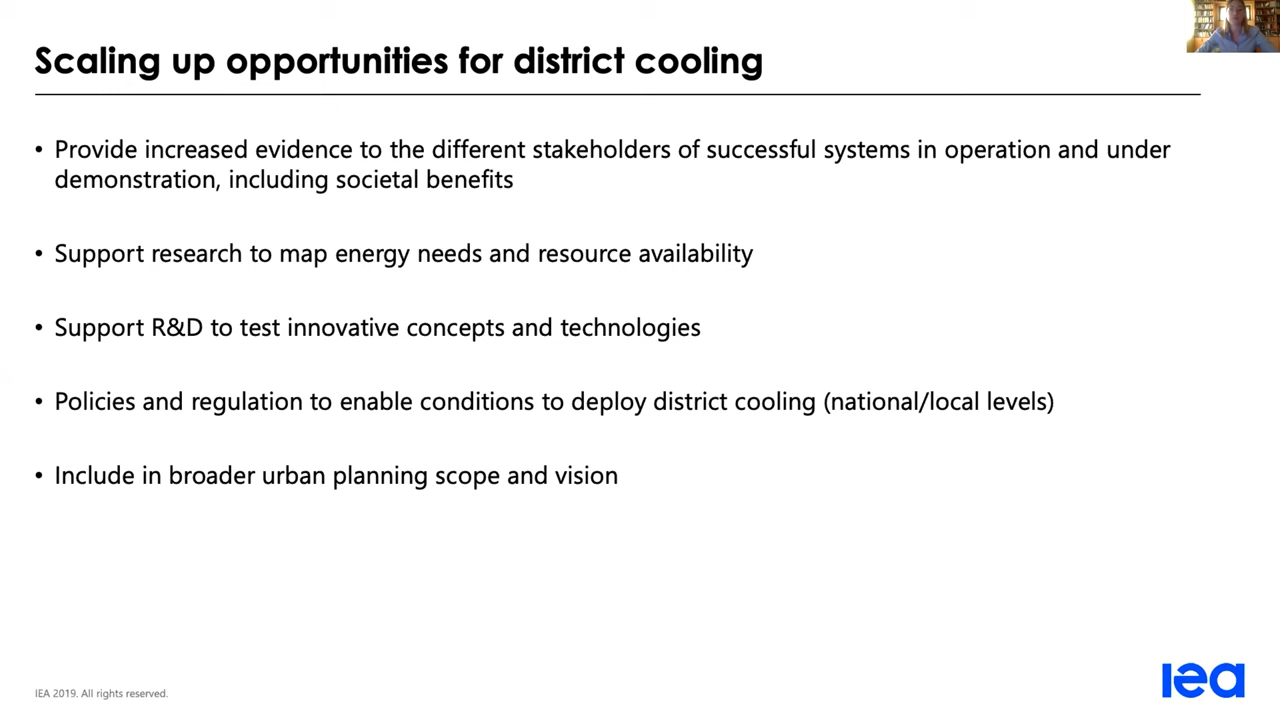 Scaling up opportunities for district cooling
• Provide increased evidence to the different stakeholders of successful systems in operation and under
demonstration, including societal benefits
• Support research to map energy needs and resource availability
• Support R&D to test innovative concepts and technologies
• Policies and regulation to enable conditions to deploy district cooling (national/local levels)
• Include in broader urban planning scope and vision
IEA 2019. All rights reserved.
iea